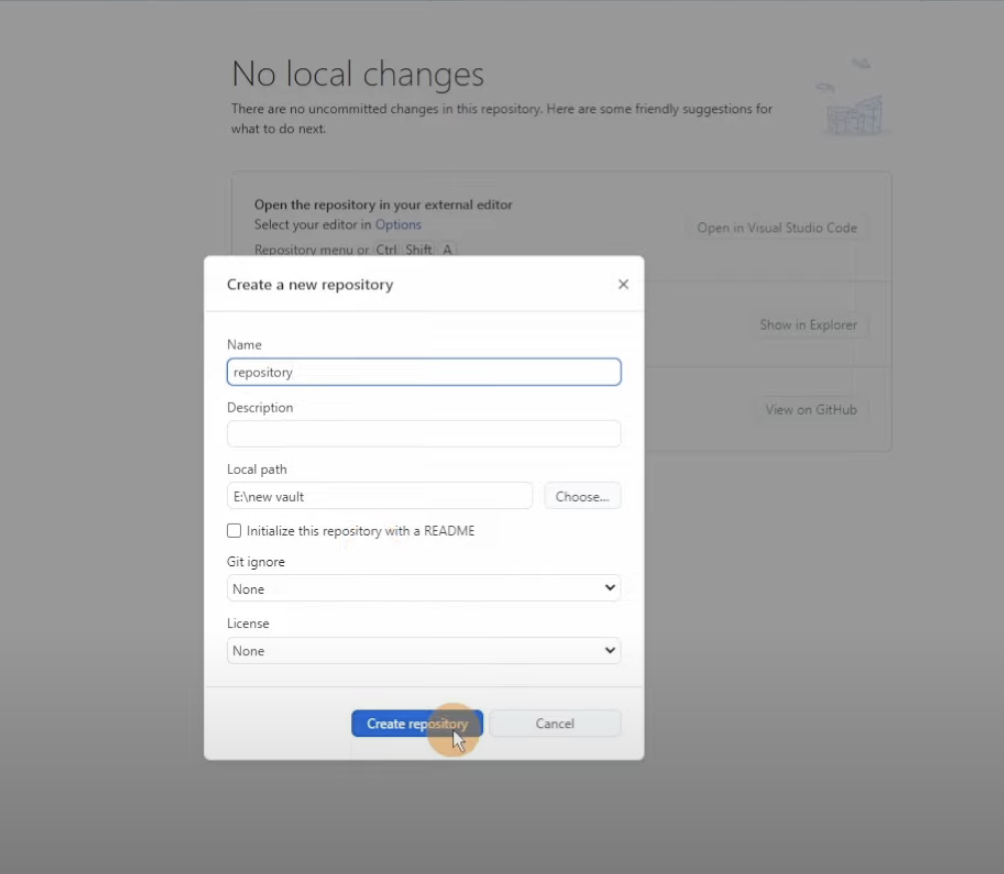 No local changes
There are no uncommitted changes in this repository. Here are some friendly suggestions for
what to do next.
Open the repository in your external editor
Select your editor in Options
Repository menu or Ctrl Shift A
Open in Visual Studio Code
Create a new repository
Show in Explorer
Name
repository
Description
View on GitHub
Local path
E:\new vault
Choose...
Initialize this repository with a README
Git ignore
None
License
None
Create repository
Cancel